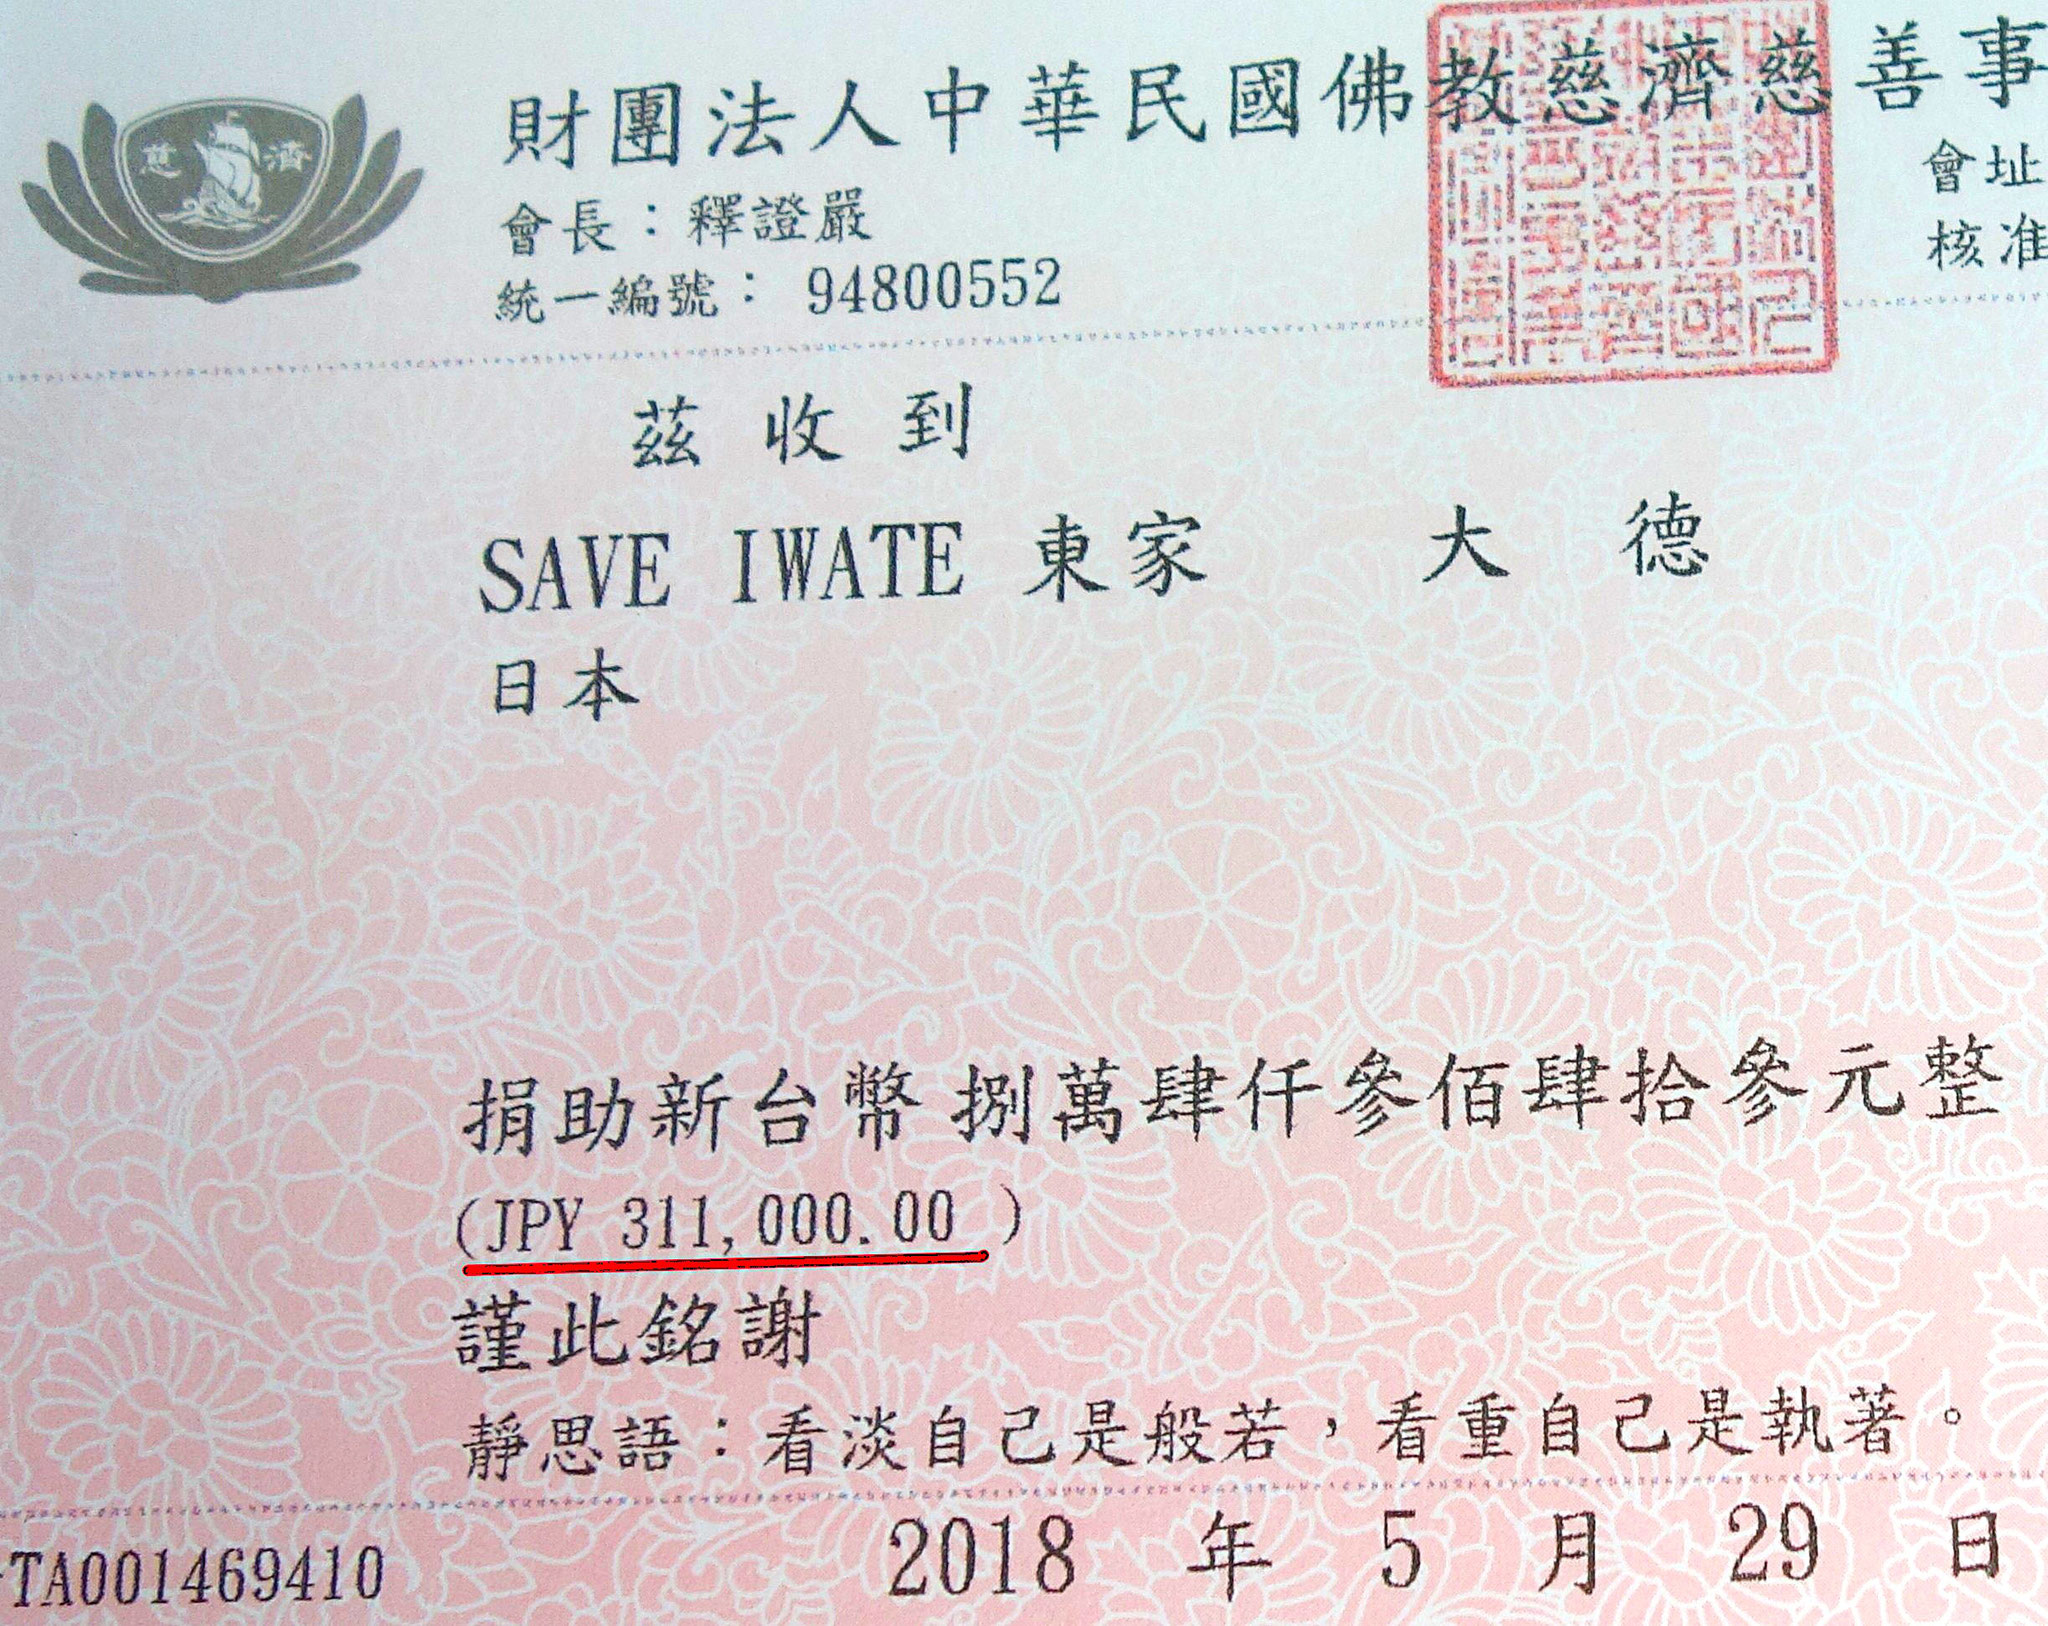 慈 濟
財團法人中華民國佛教慈濟慈善事
會長：釋證嚴
會址
統一編號： 94800552
核准
茲收到
SAVE IWATE 東家 大 德
日本
捐助新台幣 捌萬肆仟參佰肆拾參元整
(JPY 311,000.00 )
謹此銘謝
靜思語：看淡自己是般若，看重自己是執著。
TA001469410
2018 年 5 月 29 日